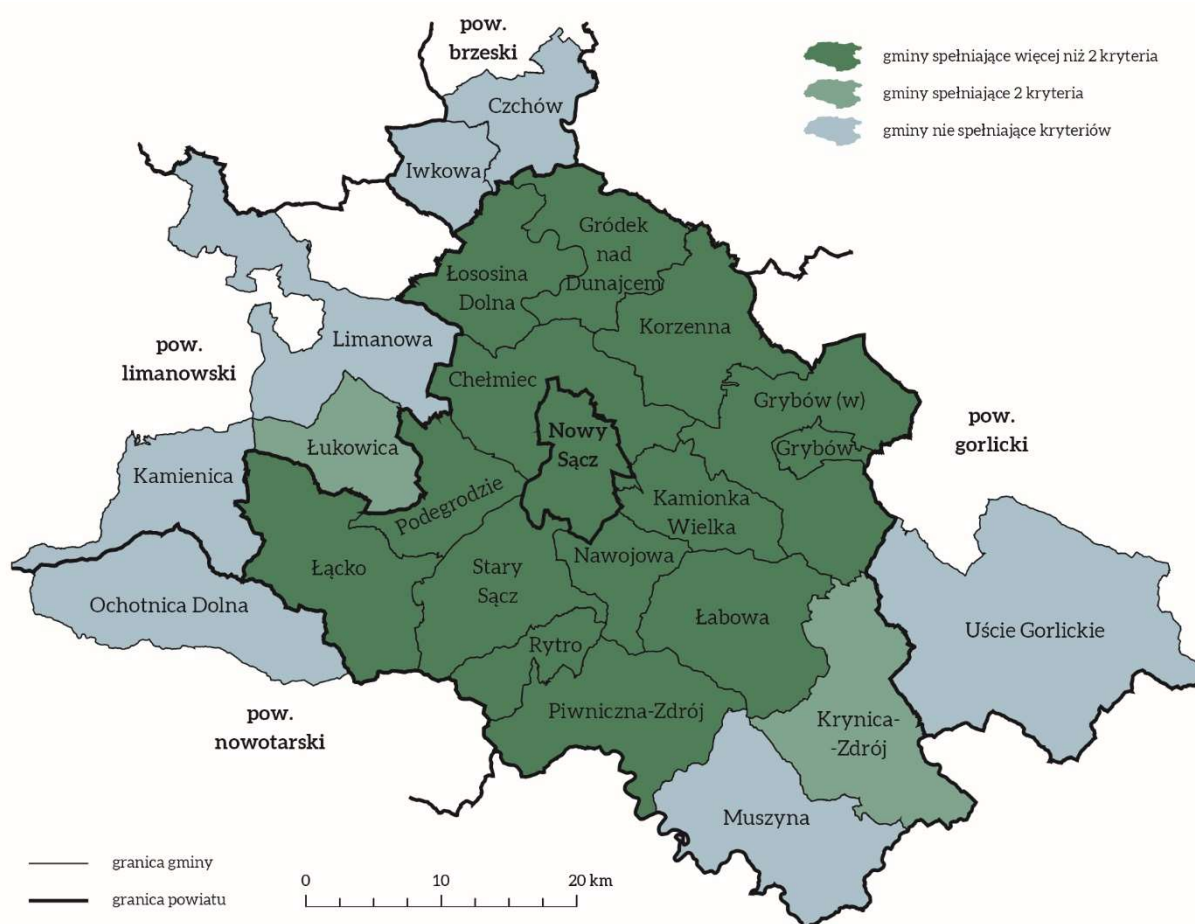 pow.
brzeski
gminy spełniające więcej niż 2 kryteria
gminy spełniające 2 kryteria
gminy nie spełniające kryteriów
Czchów
Iwkowa
Gródek
nad
Dunajcem
Łososina
Dolna
Korzenna
Limanowa
pow.
limanowski
Chełmiec
Grybów (w)
pow.
gorlicki
Nowy
Sącz
Grybów
Łukowica
Kamienica
Podegrodzie
Kamionka
Wielka
Nawojowa
Łącko
Stary
Sącz
Ochotnica Dolna
Łabowa
Uście Gorlickie
Rytro
pow.
nowotarski
Piwniczna-Zdrój
Krynica-
-Zdrój
Muszyna
granica gminy
granica powiatu
0 10 20 km